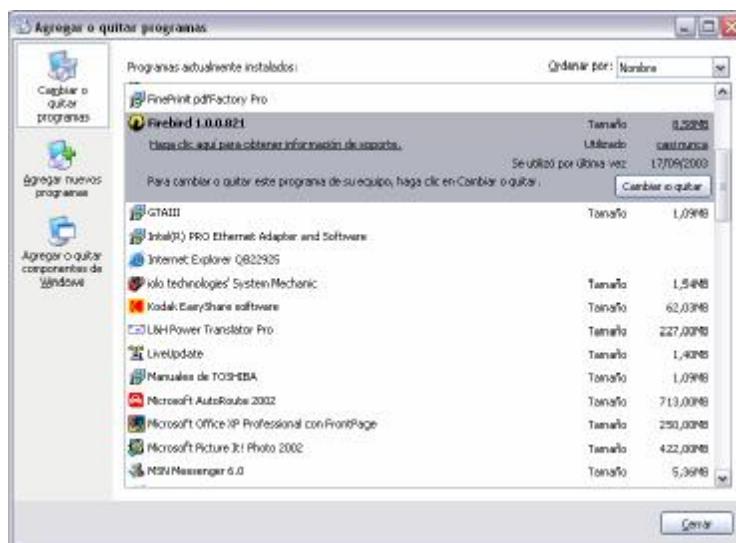 Agregar o quitar programas
Cambiar o
quitar
programas
Agregar nuevos
programas
Agregar o quitar
componentes de
Windows
Programas actualmente instalados:
Ordenar por: Nombre
FinePrint pdfFactory Pro
Firebird 1.0.0.821 Tamaño 8,58MB
Haga clic aquí para obtener información de soporte. Utilizado casi nunca
Se utilizó por última vez 17/09/2003
Para cambiar o quitar este programa de su equipo, haga clic en Cambiar o quitar. Cambiar o quitar
GTAIII Tamaño 1,09MB
Intel(R) PRO Ethernet Adapter and Software
Internet Explorer Q822925
iolo technologies' System Mechanic Tamaño 1,54MB
Kodak EasyShare software Tamaño 62,03MB
L&H Power Translator Pro Tamaño 227,00MB
LiveUpdate Tamaño 1,40MB
Manuales de TOSHIBA Tamaño 1,09MB
Microsoft AutoRoute 2002 Tamaño 713,00MB
Microsoft Office XP Professional con FrontPage Tamaño 250,00MB
Microsoft Picture It! Photo 2002 Tamaño 422,00MB
MSN Messenger 6.0 Tamaño 5,36MB
Cerrar